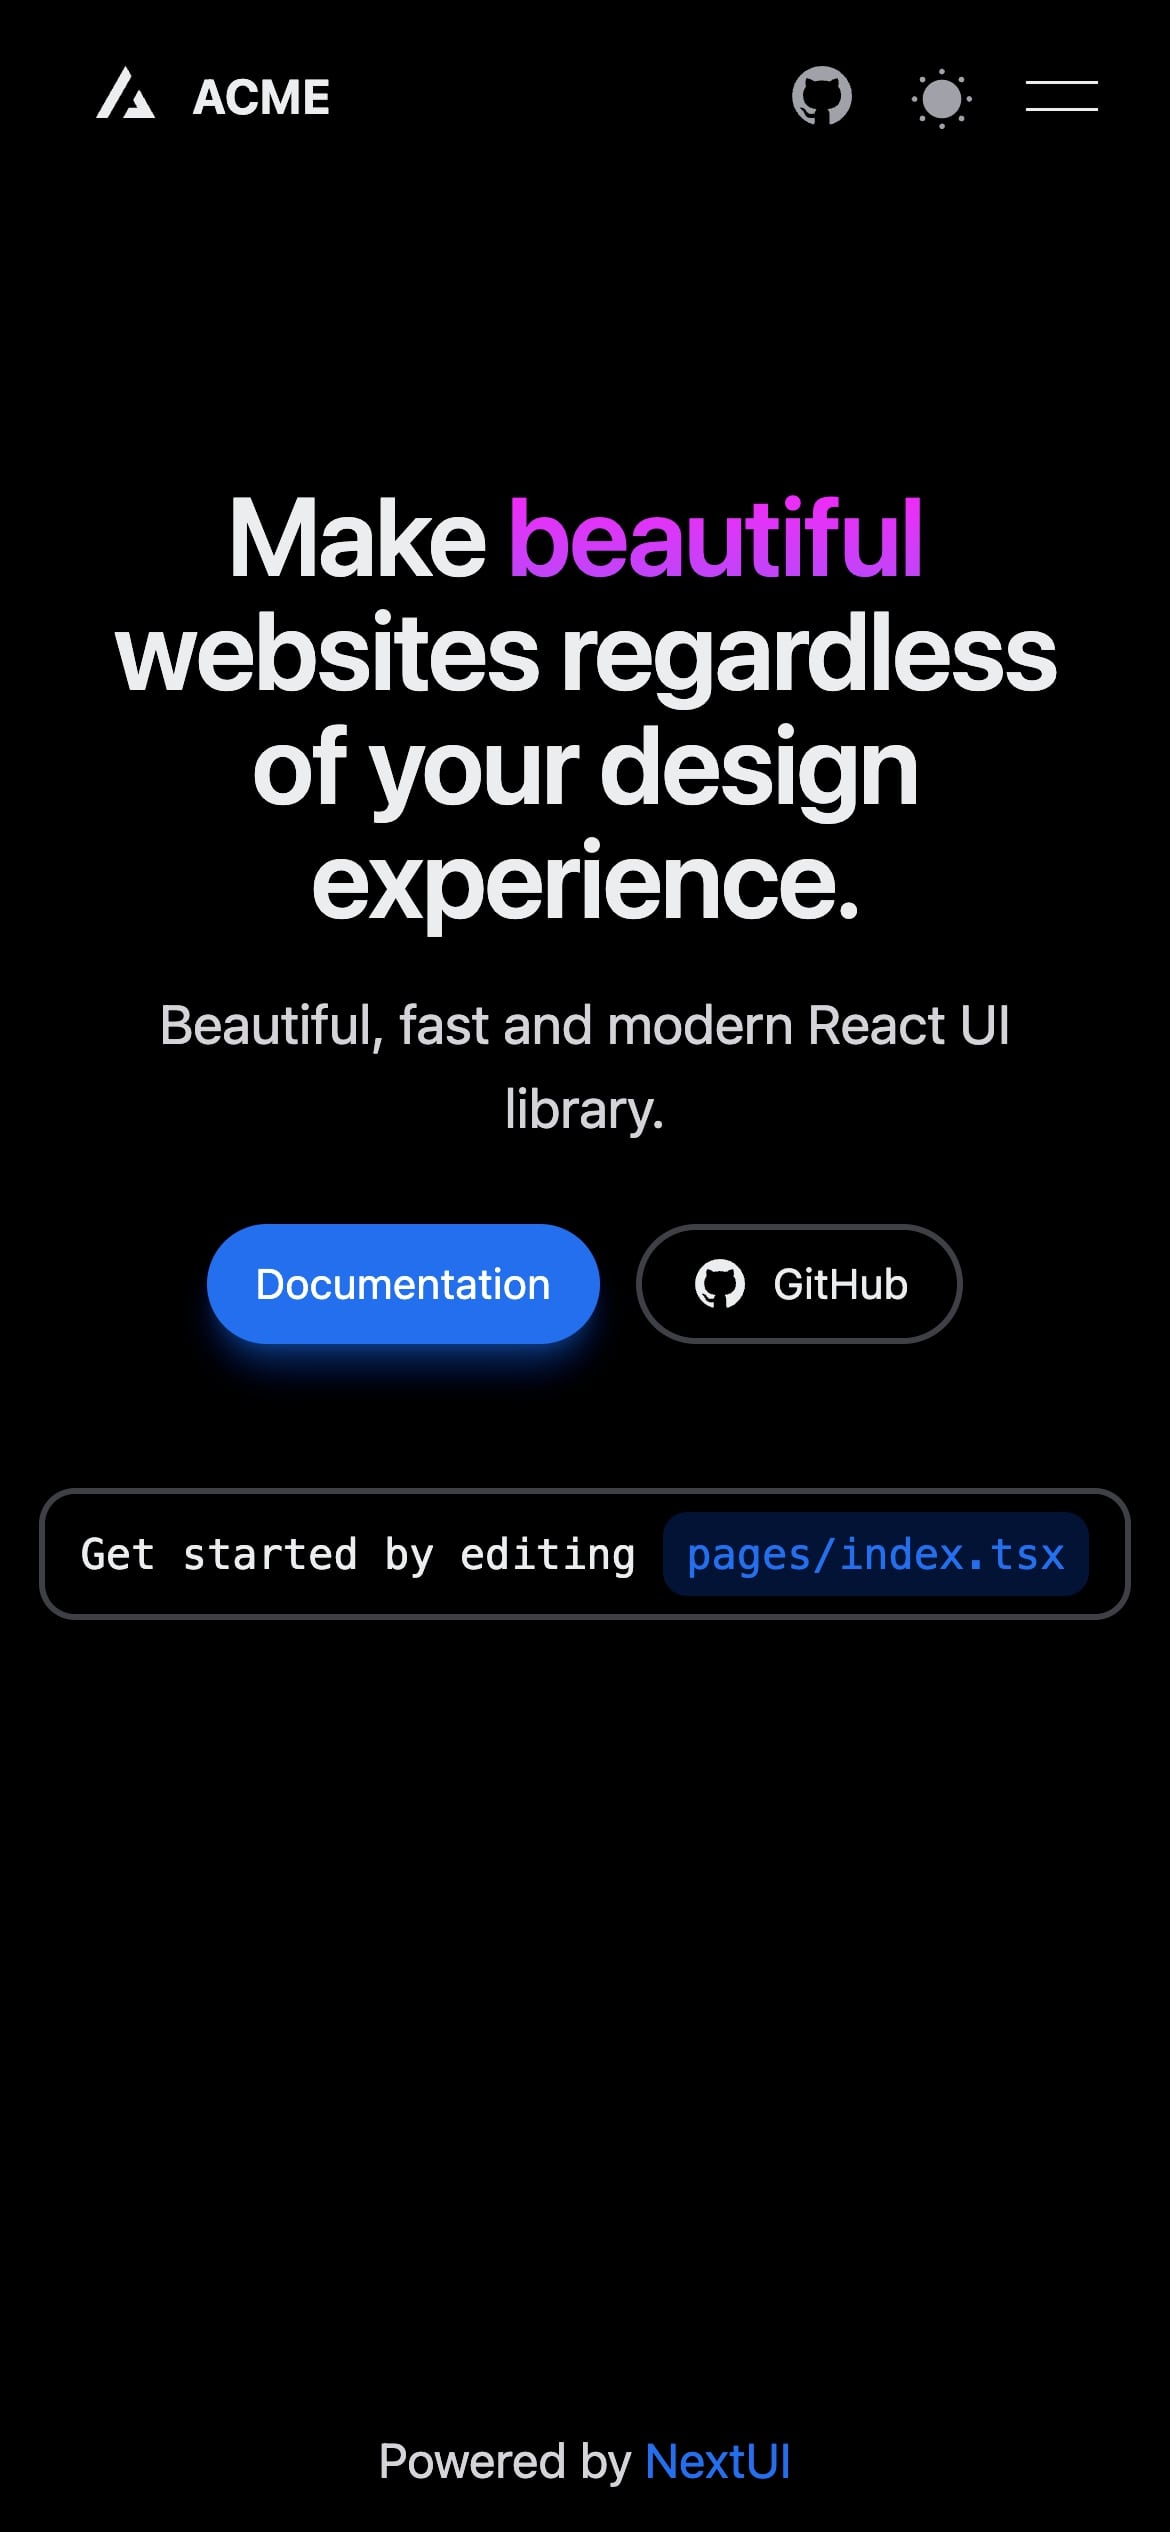 ACME
Make beautiful
websites regardless
of your design
experience.
Beautiful, fast and modern React UI
library.
Documentation
GitHub
Get started by editing pages/index.tsx
Powered by NextUI